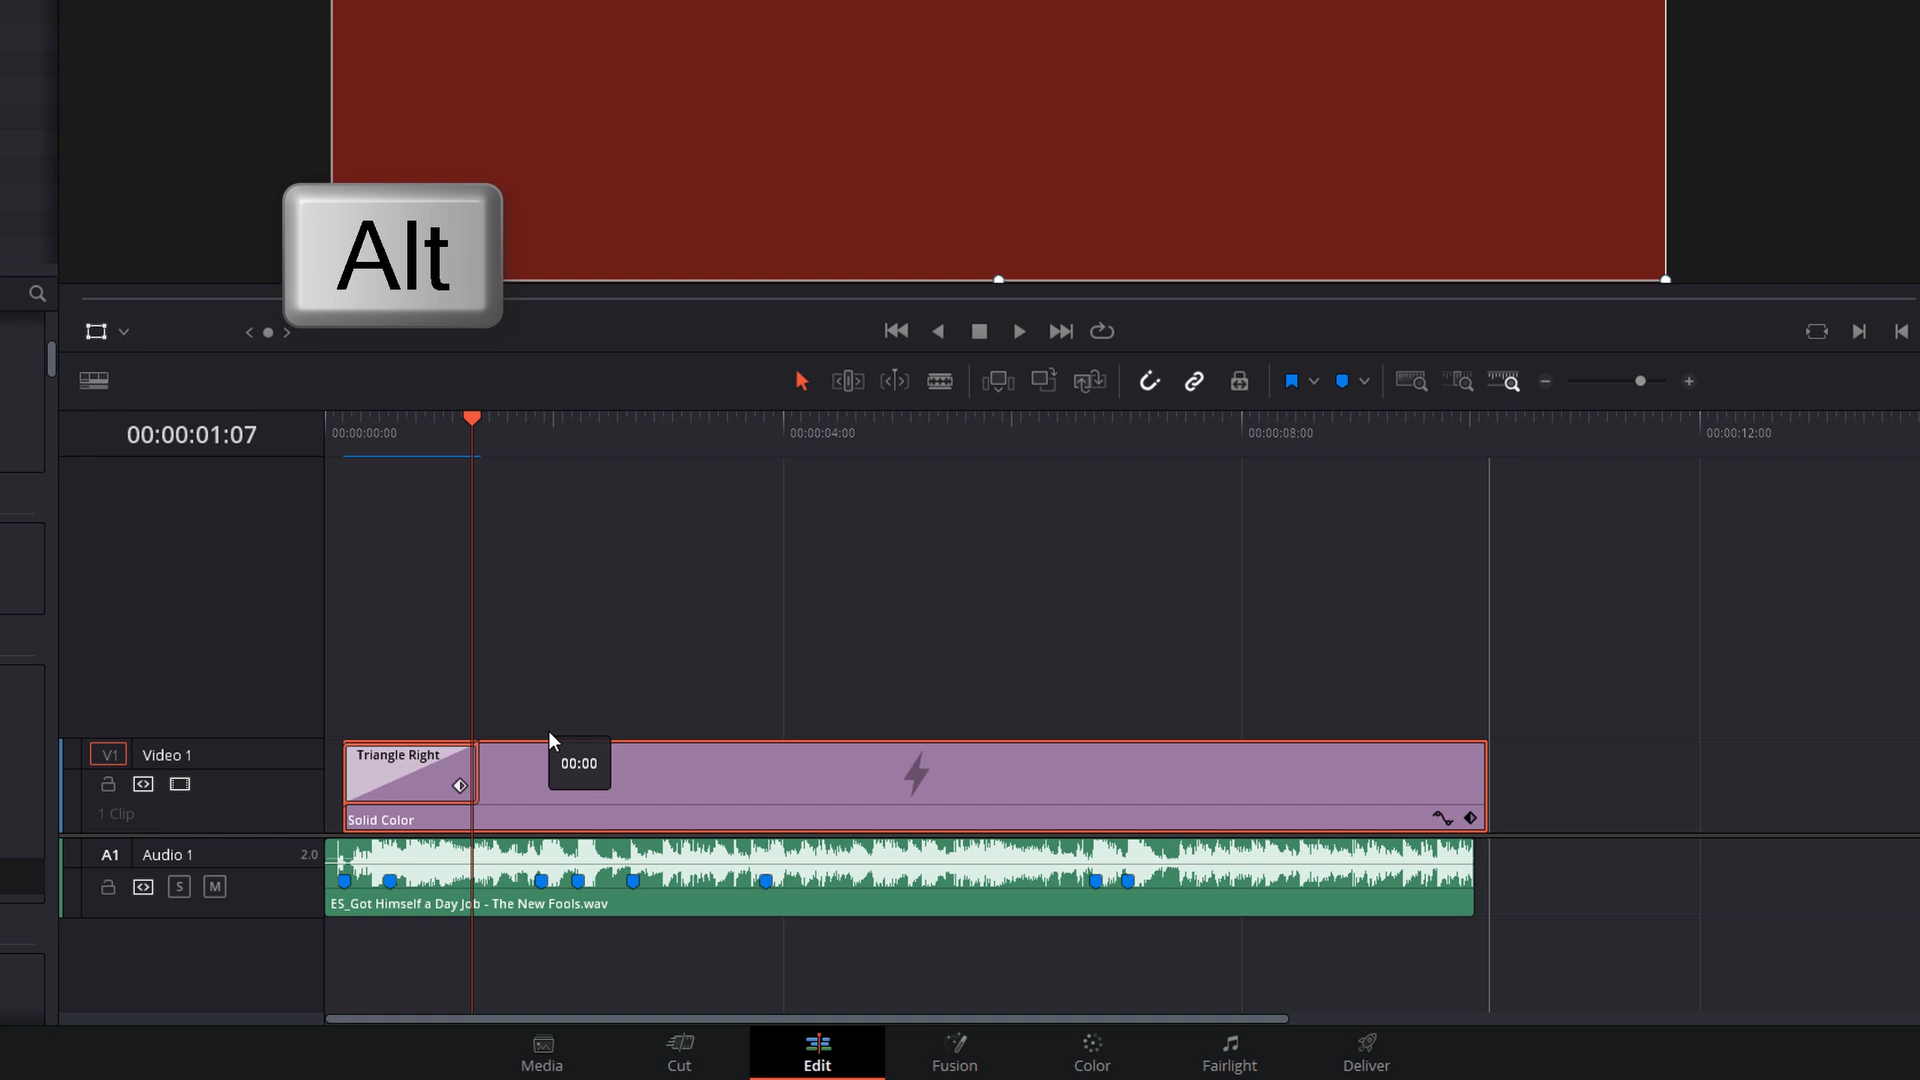 Alt
00:00:01:07
00:00:00:00
00:00:04:00
00:00:08:00
00:00:12:00
V1
Video 1
1 Clip
Triangle Right
00:00
Solid Color
A1
Audio 1
2.0
S
M
ES_Got Himself a Day Job - The New Fools.wav
Media
Cut
Edit
Fusion
Color
Fairlight
Deliver